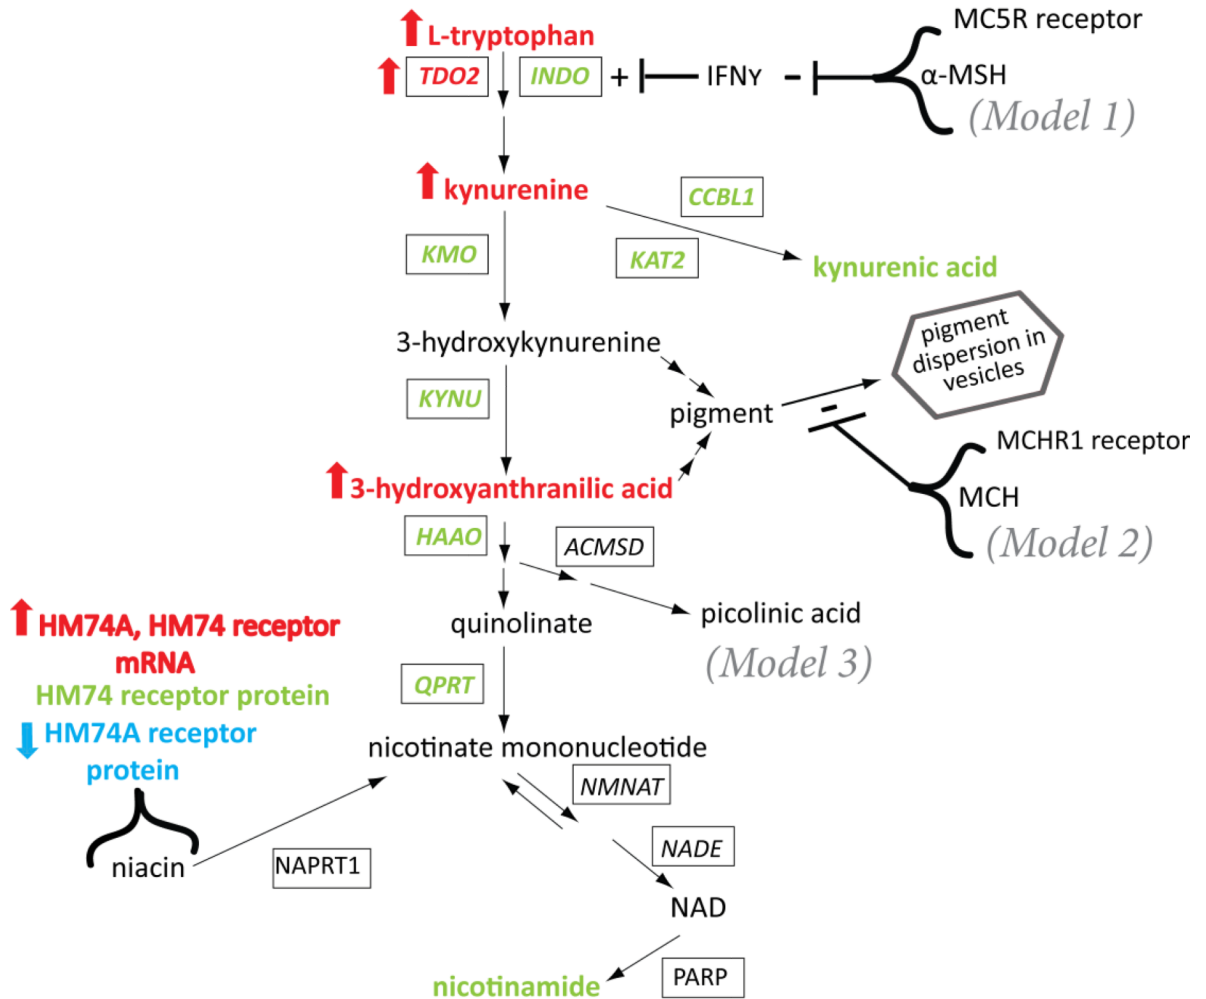 L-tryptophan
TDO2
INDO
+
IFNγ
-
MC5R receptor
α-MSH
(Model 1)
kynurenine
CCBL1
KMO
KAT2
kynurenic acid
3-hydroxykynurenine
pigment
dispersion in
vesicles
KYNU
pigment
-
MCHR1 receptor
MCH
(Model 2)
3-hydroxyanthranilic acid
HAAO
ACMSD
quinolinate
picolinic acid
(Model 3)
HM74A, HM74 receptor
mRNA
HM74 receptor protein
HM74A receptor
protein
QPRT
nicotinate mononucleotide
NMNAT
niacin
NAPRT1
NADE
NAD
PARP
nicotinamide